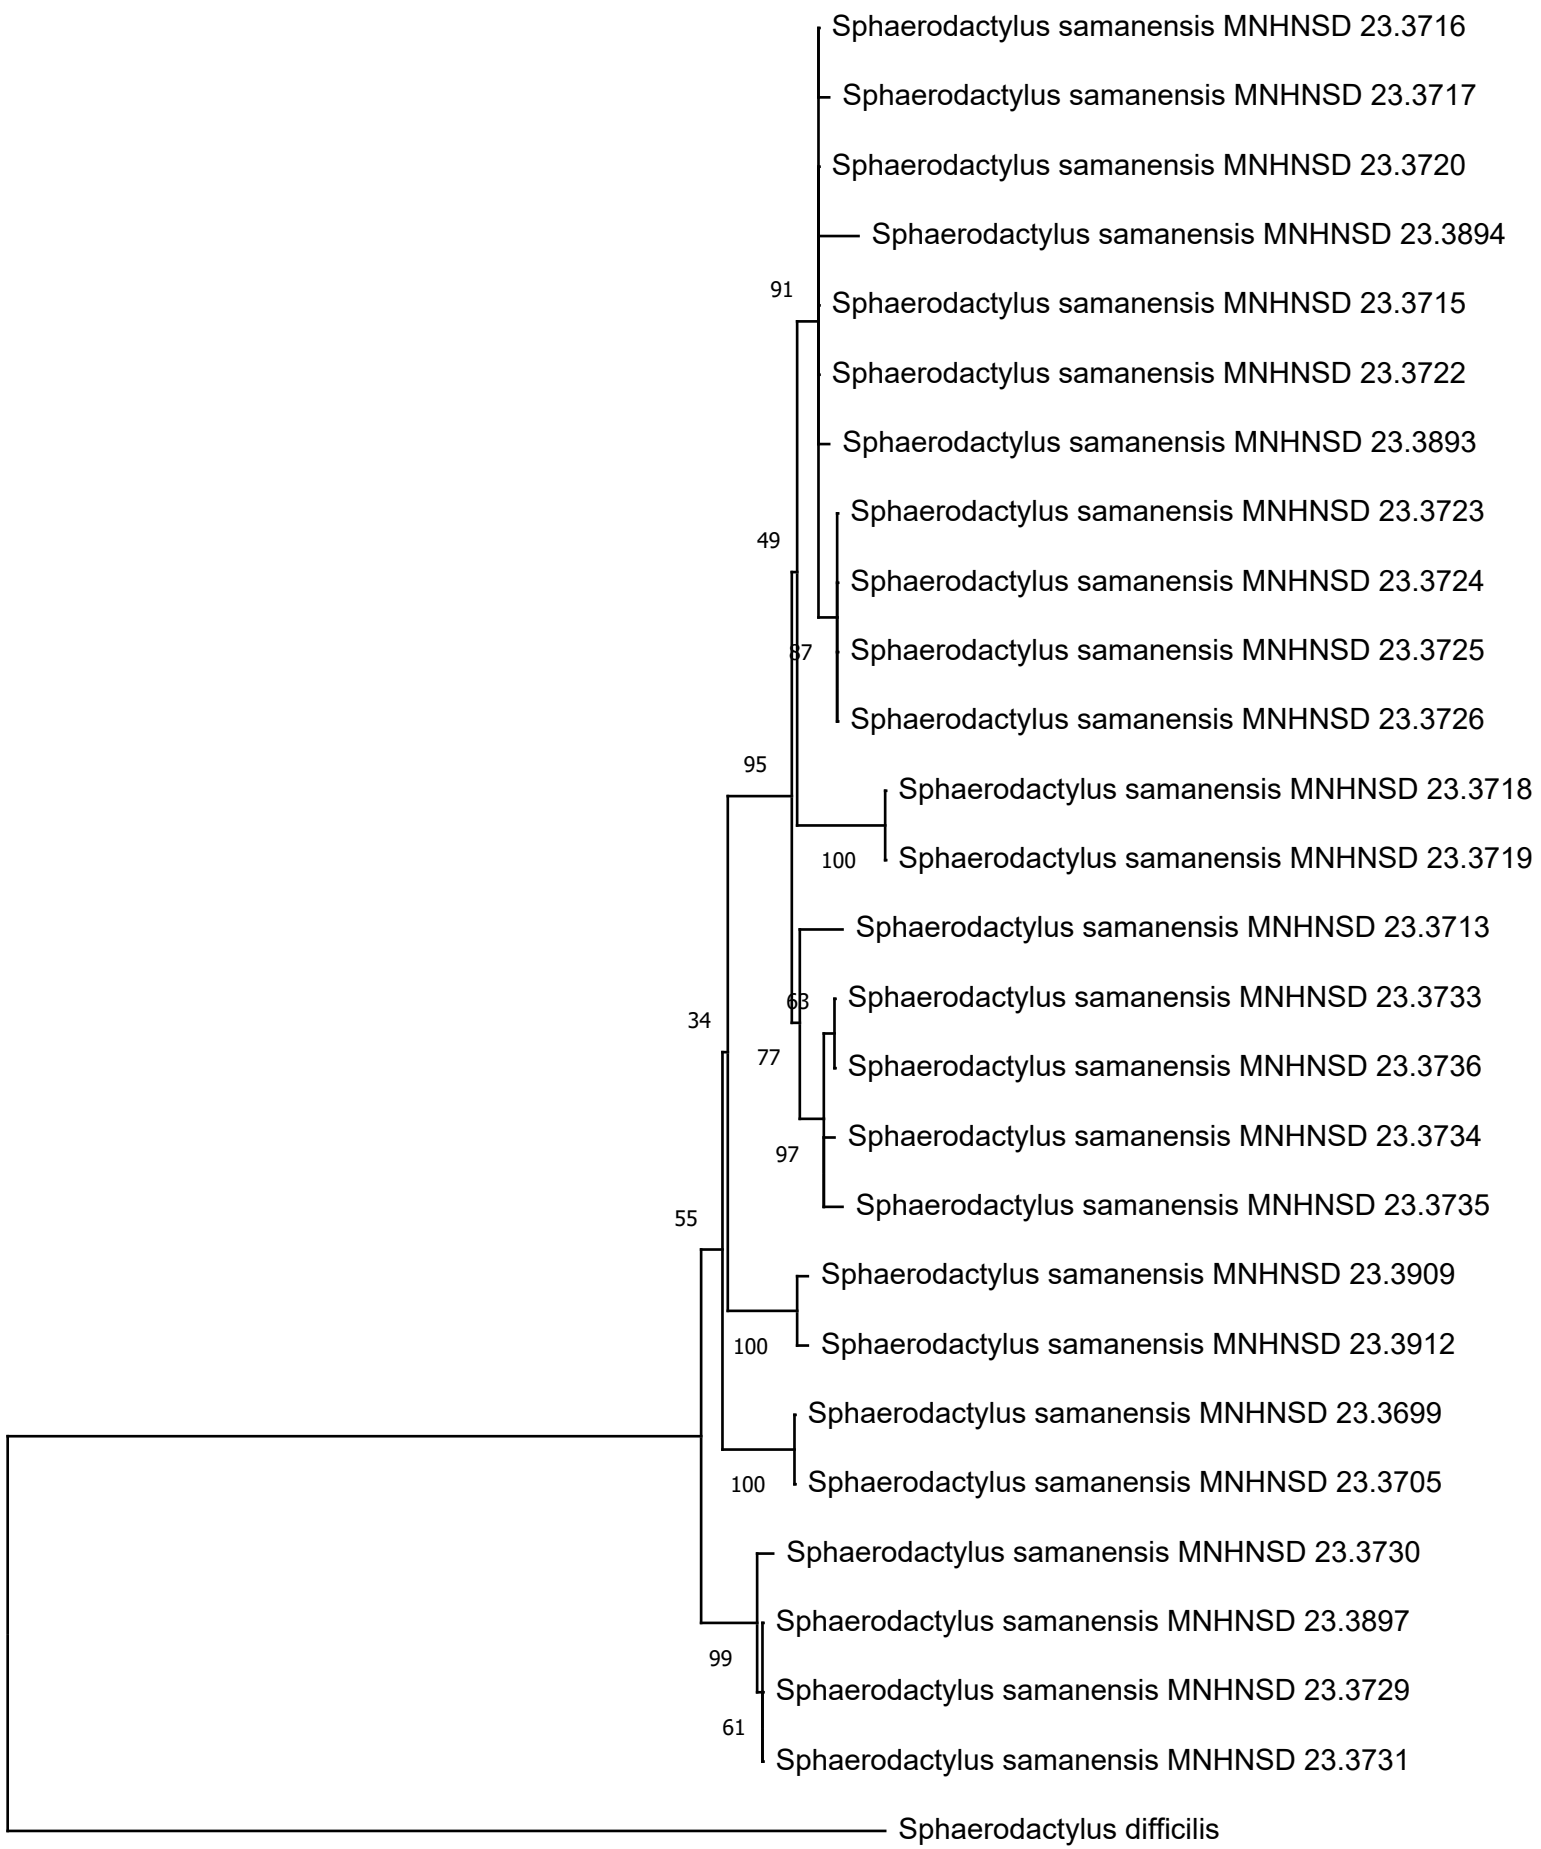 Sphaerodactylus samanensis MNHNSD 23.3716
Sphaerodactylus samanensis MNHNSD 23.3717
Sphaerodactylus samanensis MNHNSD 23.3720
Sphaerodactylus samanensis MNHNSD 23.3894
91
Sphaerodactylus samanensis MNHNSD 23.3715
Sphaerodactylus samanensis MNHNSD 23.3722
Sphaerodactylus samanensis MNHNSD 23.3893
Sphaerodactylus samanensis MNHNSD 23.3723
49
Sphaerodactylus samanensis MNHNSD 23.3724
87
Sphaerodactylus samanensis MNHNSD 23.3725
Sphaerodactylus samanensis MNHNSD 23.3726
95
Sphaerodactylus samanensis MNHNSD 23.3718
100
Sphaerodactylus samanensis MNHNSD 23.3719
Sphaerodactylus samanensis MNHNSD 23.3713
63
Sphaerodactylus samanensis MNHNSD 23.3733
34
77
Sphaerodactylus samanensis MNHNSD 23.3736
Sphaerodactylus samanensis MNHNSD 23.3734
97
Sphaerodactylus samanensis MNHNSD 23.3735
55
Sphaerodactylus samanensis MNHNSD 23.3909
100
Sphaerodactylus samanensis MNHNSD 23.3912
Sphaerodactylus samanensis MNHNSD 23.3699
100
Sphaerodactylus samanensis MNHNSD 23.3705
Sphaerodactylus samanensis MNHNSD 23.3730
Sphaerodactylus samanensis MNHNSD 23.3897
99
Sphaerodactylus samanensis MNHNSD 23.3729
61
Sphaerodactylus samanensis MNHNSD 23.3731
Sphaerodactylus difficilis